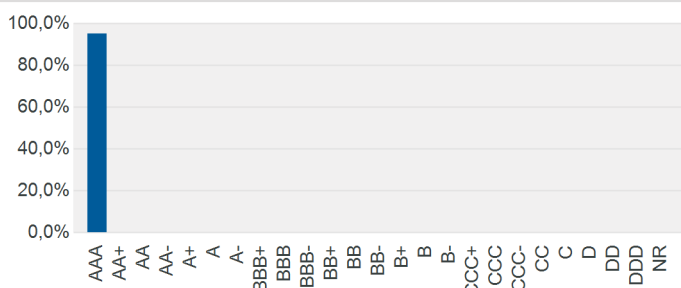 100,0%
80,0%
60,0%
40,0%
20,0%
0,0%
AAA
AA+
AA
AA-
A+
A
A-
BBB+
BBB
BBB-
BB+
BB
BB-
B+
B
B-
CCC+
CCC
CCC-
CC
C
D
DD
DDD
NR